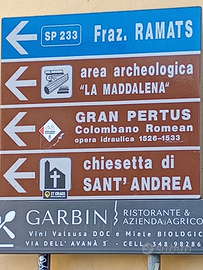 SP 233 Fraz. RAMATS
area archeologica
"LA MADDALENA"
GRAN PERTUS
Colombano Romean
opera idraulica 1526-1533
chiesetta di
SANT'ANDREA
GARBIN RISTORANTE &
AZIENDA AGRICO
Vini Valsusa DOC e Miele BIOLOGIC
VIA DELL'AVANÀ 5 - CELL. 348 98286